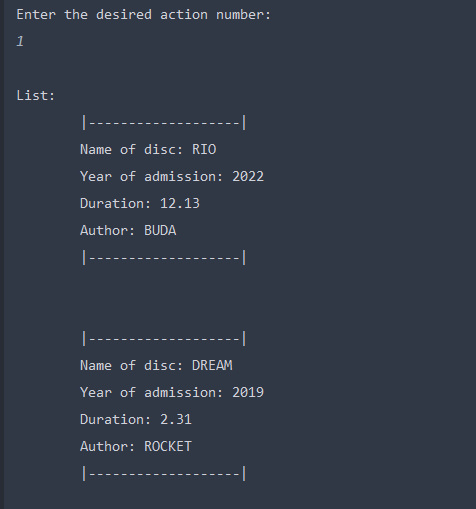 Enter the desired action number:
1
List:
|-------------------|
Name of disc: RIO
Year of admission: 2022
Duration: 12.13
Author: BUDA
|-------------------|
|-------------------|
Name of disc: DREAM
Year of admission: 2019
Duration: 2.31
Author: ROCKET
|-------------------|